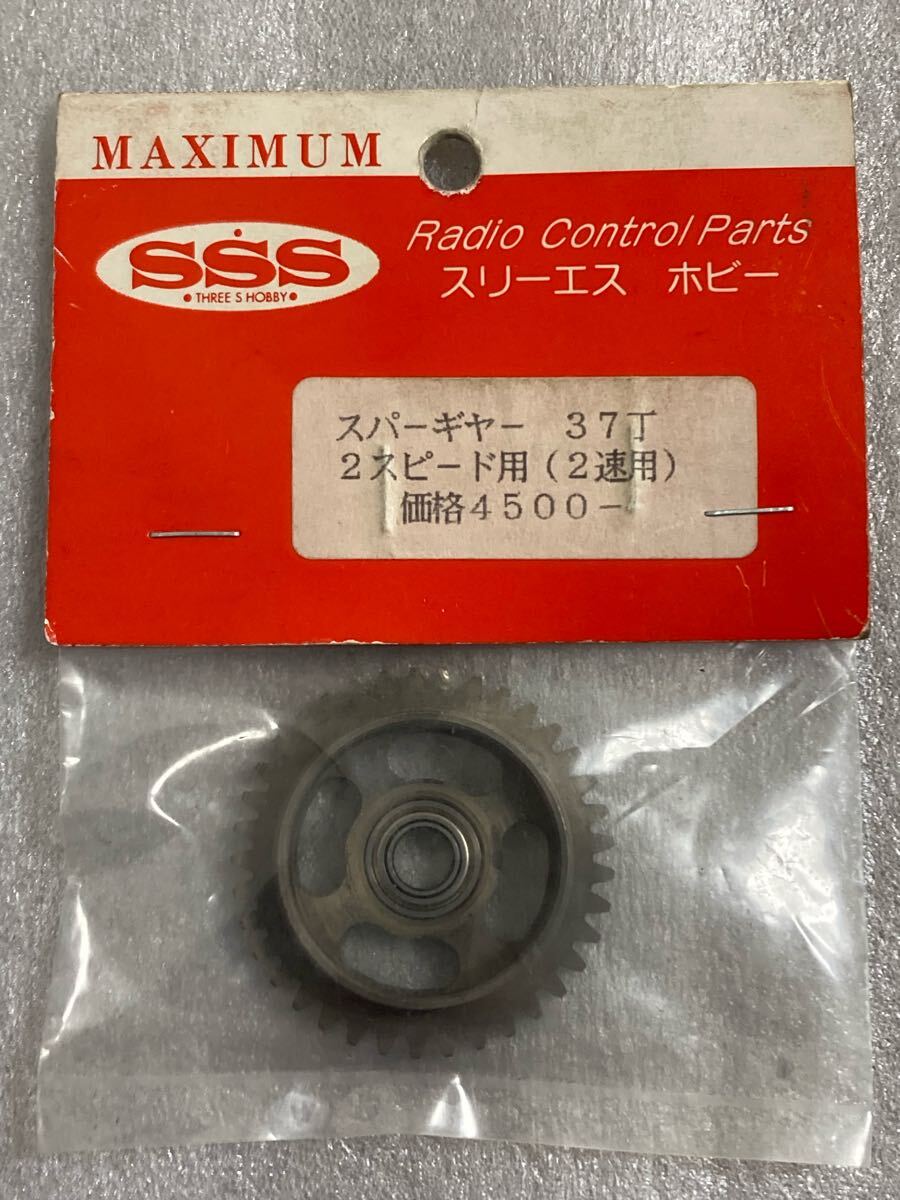 MAXIMUM
SSS
• THREE S HOBBY •
Radio Control Parts
スリーエス ホビー
スパーギヤー 37丁
2スピード用(2速用)
価格4500-